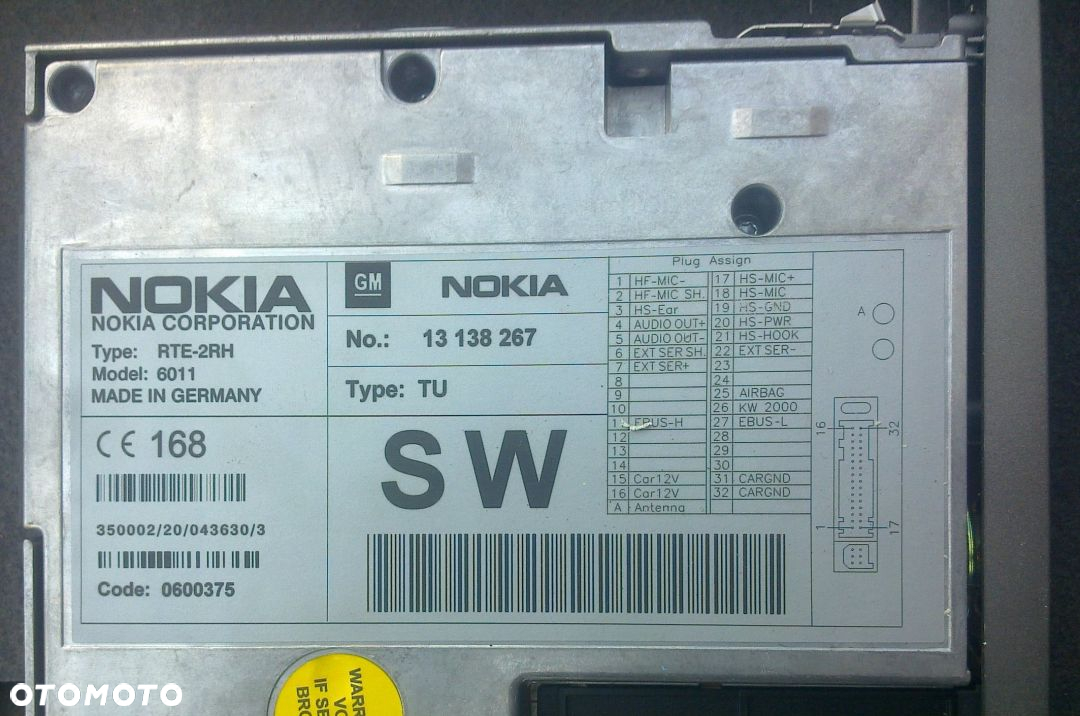 NOKIA
NOKIA CORPORATION
Type: RTE-2RH
Model: 6011
MADE IN GERMANY
CE 168
350002/20/043630/3
Code: 0600375
GM NOKIA
No.: 13 138 267
Type: TU
SW
Plug Assign
1 HF-MIC- 17 HS-MIC+
2 HF-MIC SH. 18 HS-MIC
3 HS-Ear 19 HS-GND
4 AUDIO OUT+ 20 HS-PWR
5 AUDIO OUT- 21 HS-HOOK
6 EXT SER SH. 22 EXT SER-
7 EXT SER+ 23
8 24
9 25 AIRBAG
10 26 KW 2000
11 EBUS-H 27 EBUS-L
12 28
13 29
14 30
15 Car12V 31 CARGND
16 Car12V 32 CARGND
A Antenna
A
16 32
1 17
WARR
VO
IF SE
BRO
OTOMOTO